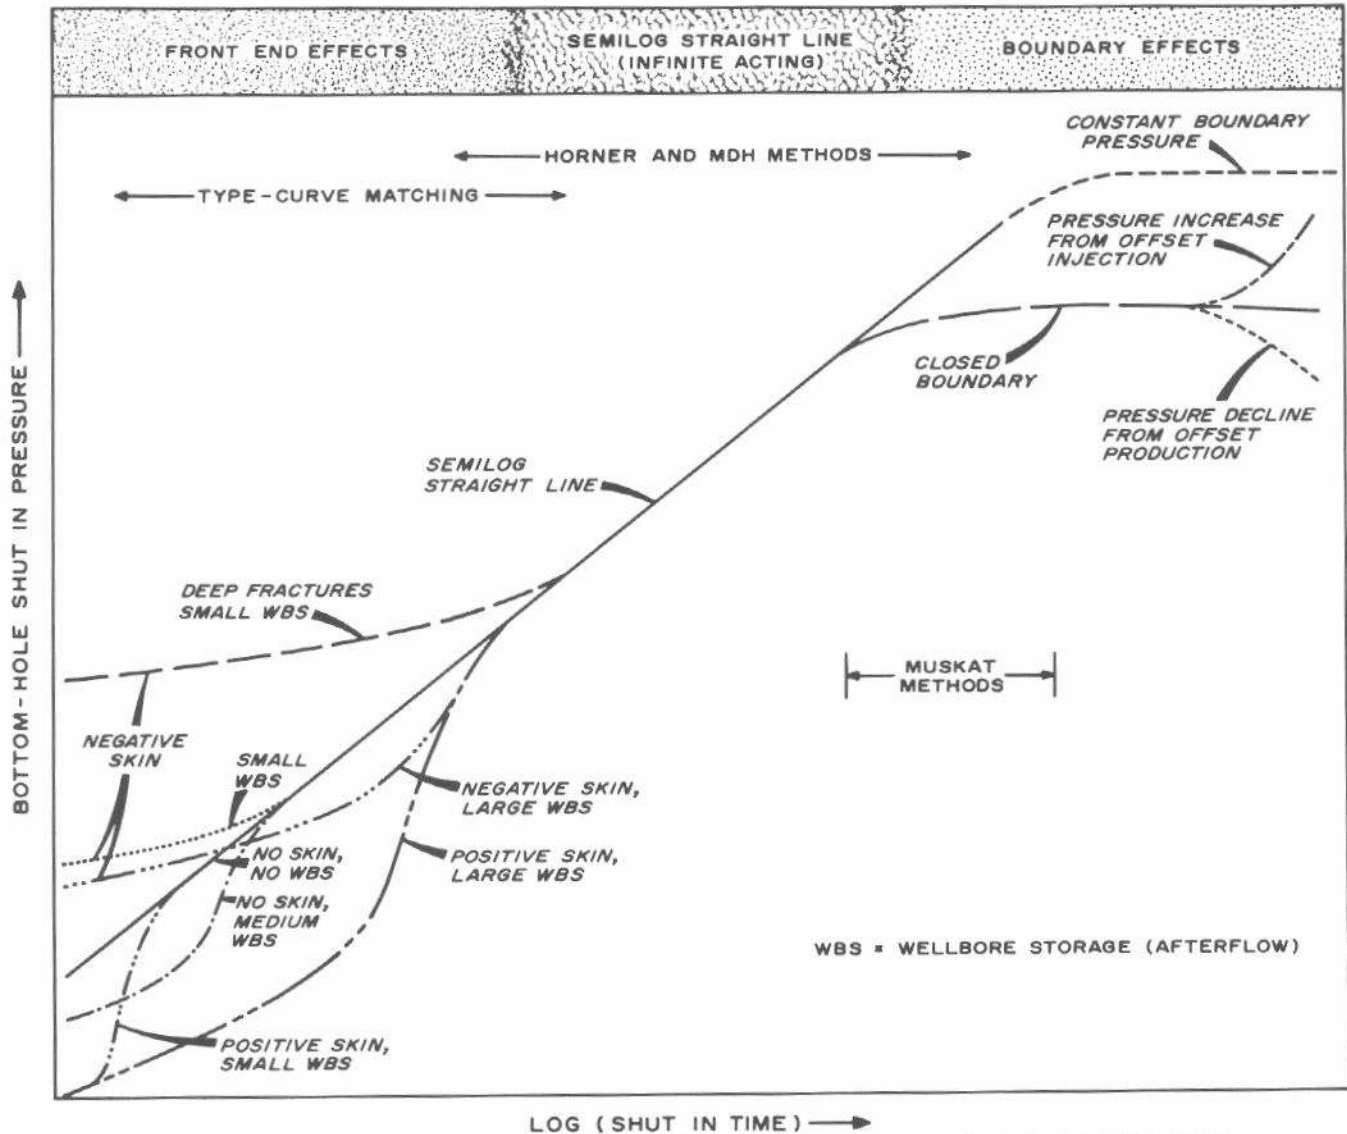 FRONT END EFFECTS
SEMILOG STRAIGHT LINE
(INFINITE ACTING)
BOUNDARY EFFECTS
CONSTANT BOUNDARY
PRESSURE
HORNER AND MDH METHODS
TYPE-CURVE MATCHING
PRESSURE INCREASE
FROM OFFSET
INJECTION
CLOSED
BOUNDARY
PRESSURE DECLINE
FROM OFFSET
PRODUCTION
SEMILOG
STRAIGHT LINE
DEEP FRACTURES
SMALL WBS
MUSKAT
METHODS
NEGATIVE
SKIN
SMALL
WBS
NEGATIVE SKIN,
LARGE WBS
NO SKIN,
NO WBS
POSITIVE SKIN,
LARGE WBS
NO SKIN,
MEDIUM
WBS
WBS = WELLBORE STORAGE (AFTERFLOW)
POSITIVE SKIN,
SMALL WBS
BOTTOM-HOLE SHUT IN PRESSURE
LOG (SHUT IN TIME)